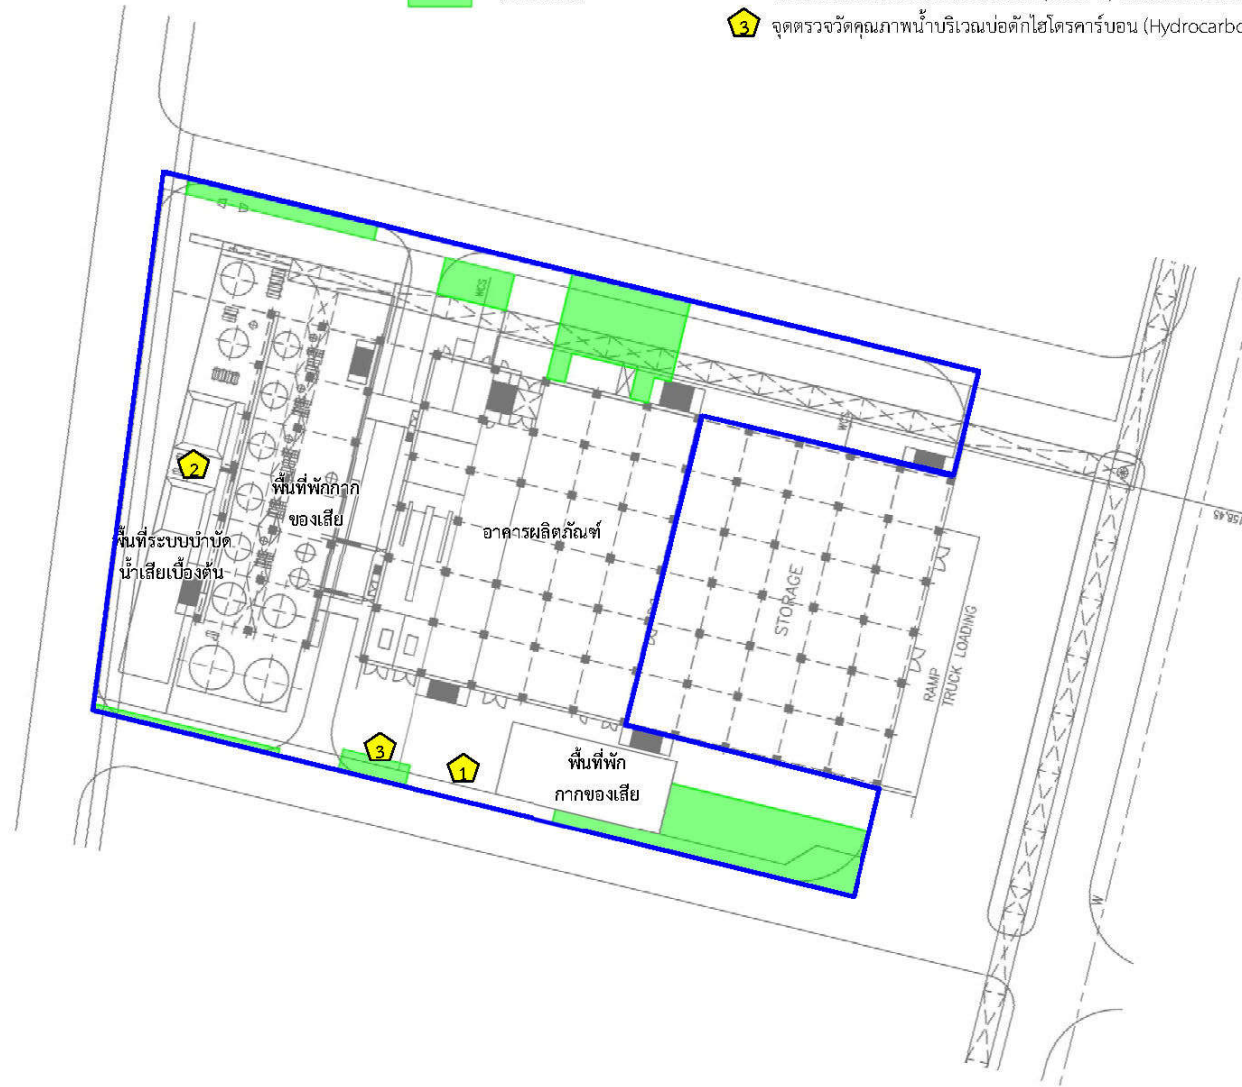 3 จุดตรวจวัดคุณภาพน้ำบริเวณบ่อดักไฮโดรคาร์บอน (Hydrocarbo
MCS
MCS
2
พื้นที่พักกาก
ของเสีย
พื้นที่ระบบบำบัด
น้ำเสียเบื้องต้น
อาคารผลิตภัณฑ์
STORAGE
RAMP
TRUCK LOADING
3
1
พื้นที่พัก
กากของเสีย
W